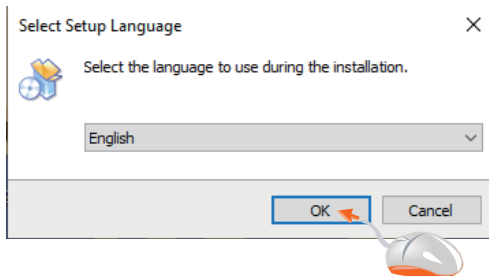 Select Setup Language
Select the language to use during the installation.
English
OK
Cancel